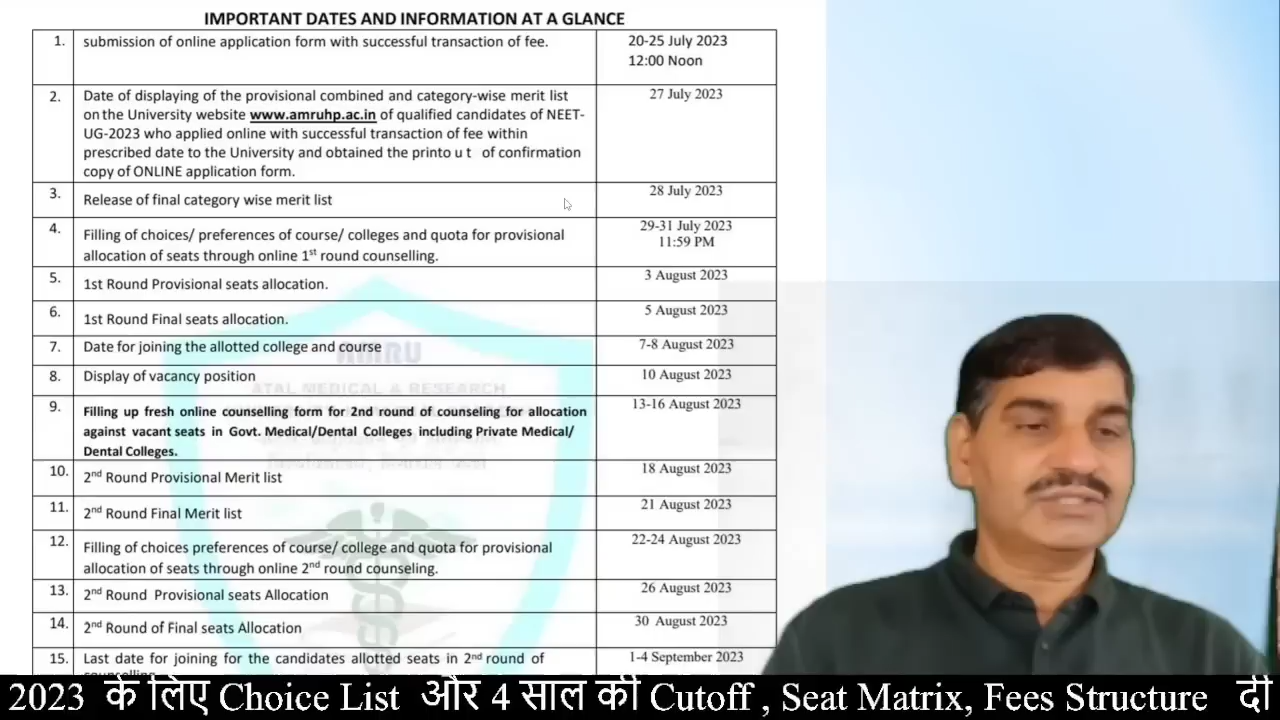 IMPORTANT DATES AND INFORMATION AT A GLANCE
1. submission of online application form with successful transaction of fee. 20-25 July 2023
12:00 Noon
2. Date of displaying of the provisional combined and category-wise merit list 27 July 2023
on the University website www.amruhp.ac.in of qualified candidates of NEET-
UG-2023 who applied online with successful transaction of fee within
prescribed date to the University and obtained the printo u t of confirmation
copy of ONLINE application form.
3. Release of final category wise merit list 28 July 2023
4. Filling of choices/ preferences of course/ colleges and quota for provisional 29-31 July 2023
allocation of seats through online 1st round counselling. 11:59 PM
5. 1st Round Provisional seats allocation. 3 August 2023
6. 1st Round Final seats allocation. 5 August 2023
7. Date for joining the allotted college and course 7-8 August 2023
AMRU
8. Display of vacancy position 10 August 2023
ATAL MEDICAL & RESEARCH
9. Filling up fresh online counselling form for 2nd round of counseling for allocation 13-16 August 2023
against vacant seats in Govt. Medical/Dental Colleges including Private Medical/
Dental Colleges.
10. 2nd Round Provisional Merit list 18 August 2023
11. 2nd Round Final Merit list 21 August 2023
12. Filling of choices preferences of course/ college and quota for provisional 22-24 August 2023
allocation of seats through online 2nd round counseling.
13. 2nd Round Provisional seats Allocation 26 August 2023
14. 2nd Round of Final seats Allocation 30 August 2023
15. Last date for joining for the candidates allotted seats in 2nd round of 1-4 September 2023
2023 के लिए Choice List और 4 साल की Cutoff , Seat Matrix, Fees Structure दी